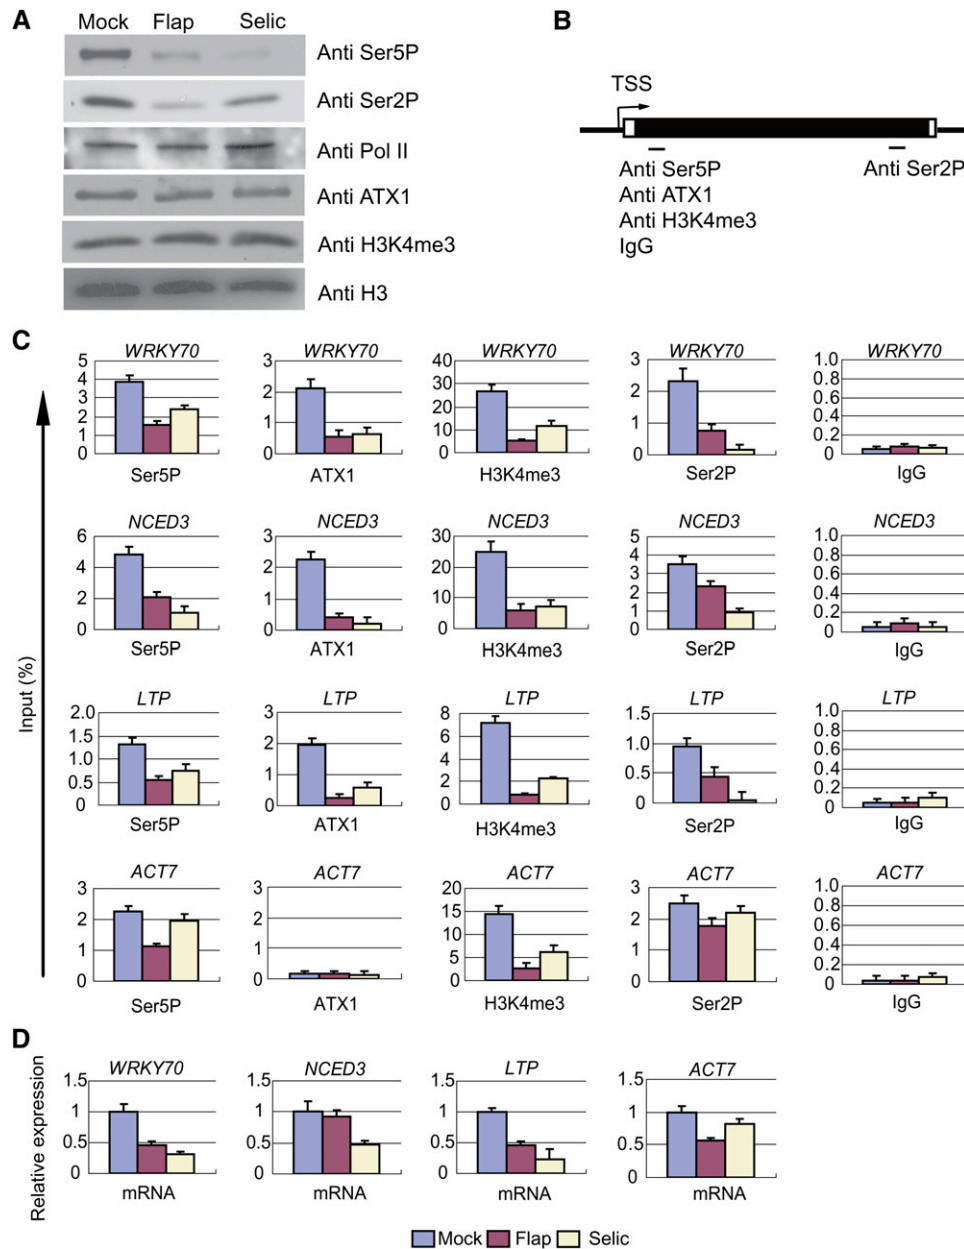 A
Mock Flap Selic
Anti Ser5P
Anti Ser2P
Anti Pol II
Anti ATX1
Anti H3K4me3
Anti H3
B
TSS
Anti Ser5P Anti Ser2P
Anti ATX1
Anti H3K4me3
IgG
C
Input (%)
WRKY70 WRKY70 WRKY70 WRKY70 WRKY70
5 3 40 3 1.0
4 2 30 2 0.8
3 1 20 1 0.6
2 0 10 0 0.4
1 0 0.2
0 0
Ser5P ATX1 H3K4me3 Ser2P IgG
NCED3 NCED3 NCED3 NCED3 NCED3
6 3 30 5 1.0
4 2 20 4 0.8
2 1 10 3 0.6
0 0 0 2 0.4
1 0.2
0 0
Ser5P ATX1 H3K4me3 Ser2P IgG
LTP LTP LTP LTP LTP
2.0 3 8 1.5 1.0
1.5 2 6 1.0 0.8
1.0 1 4 0.5 0.6
0.5 0 2 0 0.4
0 0 0.2
0
Ser5P ATX1 H3K4me3 Ser2P IgG
ACT7 ACT7 ACT7 ACT7 ACT7
3 3 20 3 1.0
2 2 15 2 0.8
1 1 10 1 0.6
0 0 5 0 0.4
0 0.2
0
Ser5P ATX1 H3K4me3 Ser2P IgG
D
Relative expression
WRKY70 NCED3 LTP ACT7
1.5 1.5 1.5 1.5
1 1 1 1
0.5 0.5 0.5 0.5
0 0 0 0
mRNA mRNA mRNA mRNA
Mock Flap Selic